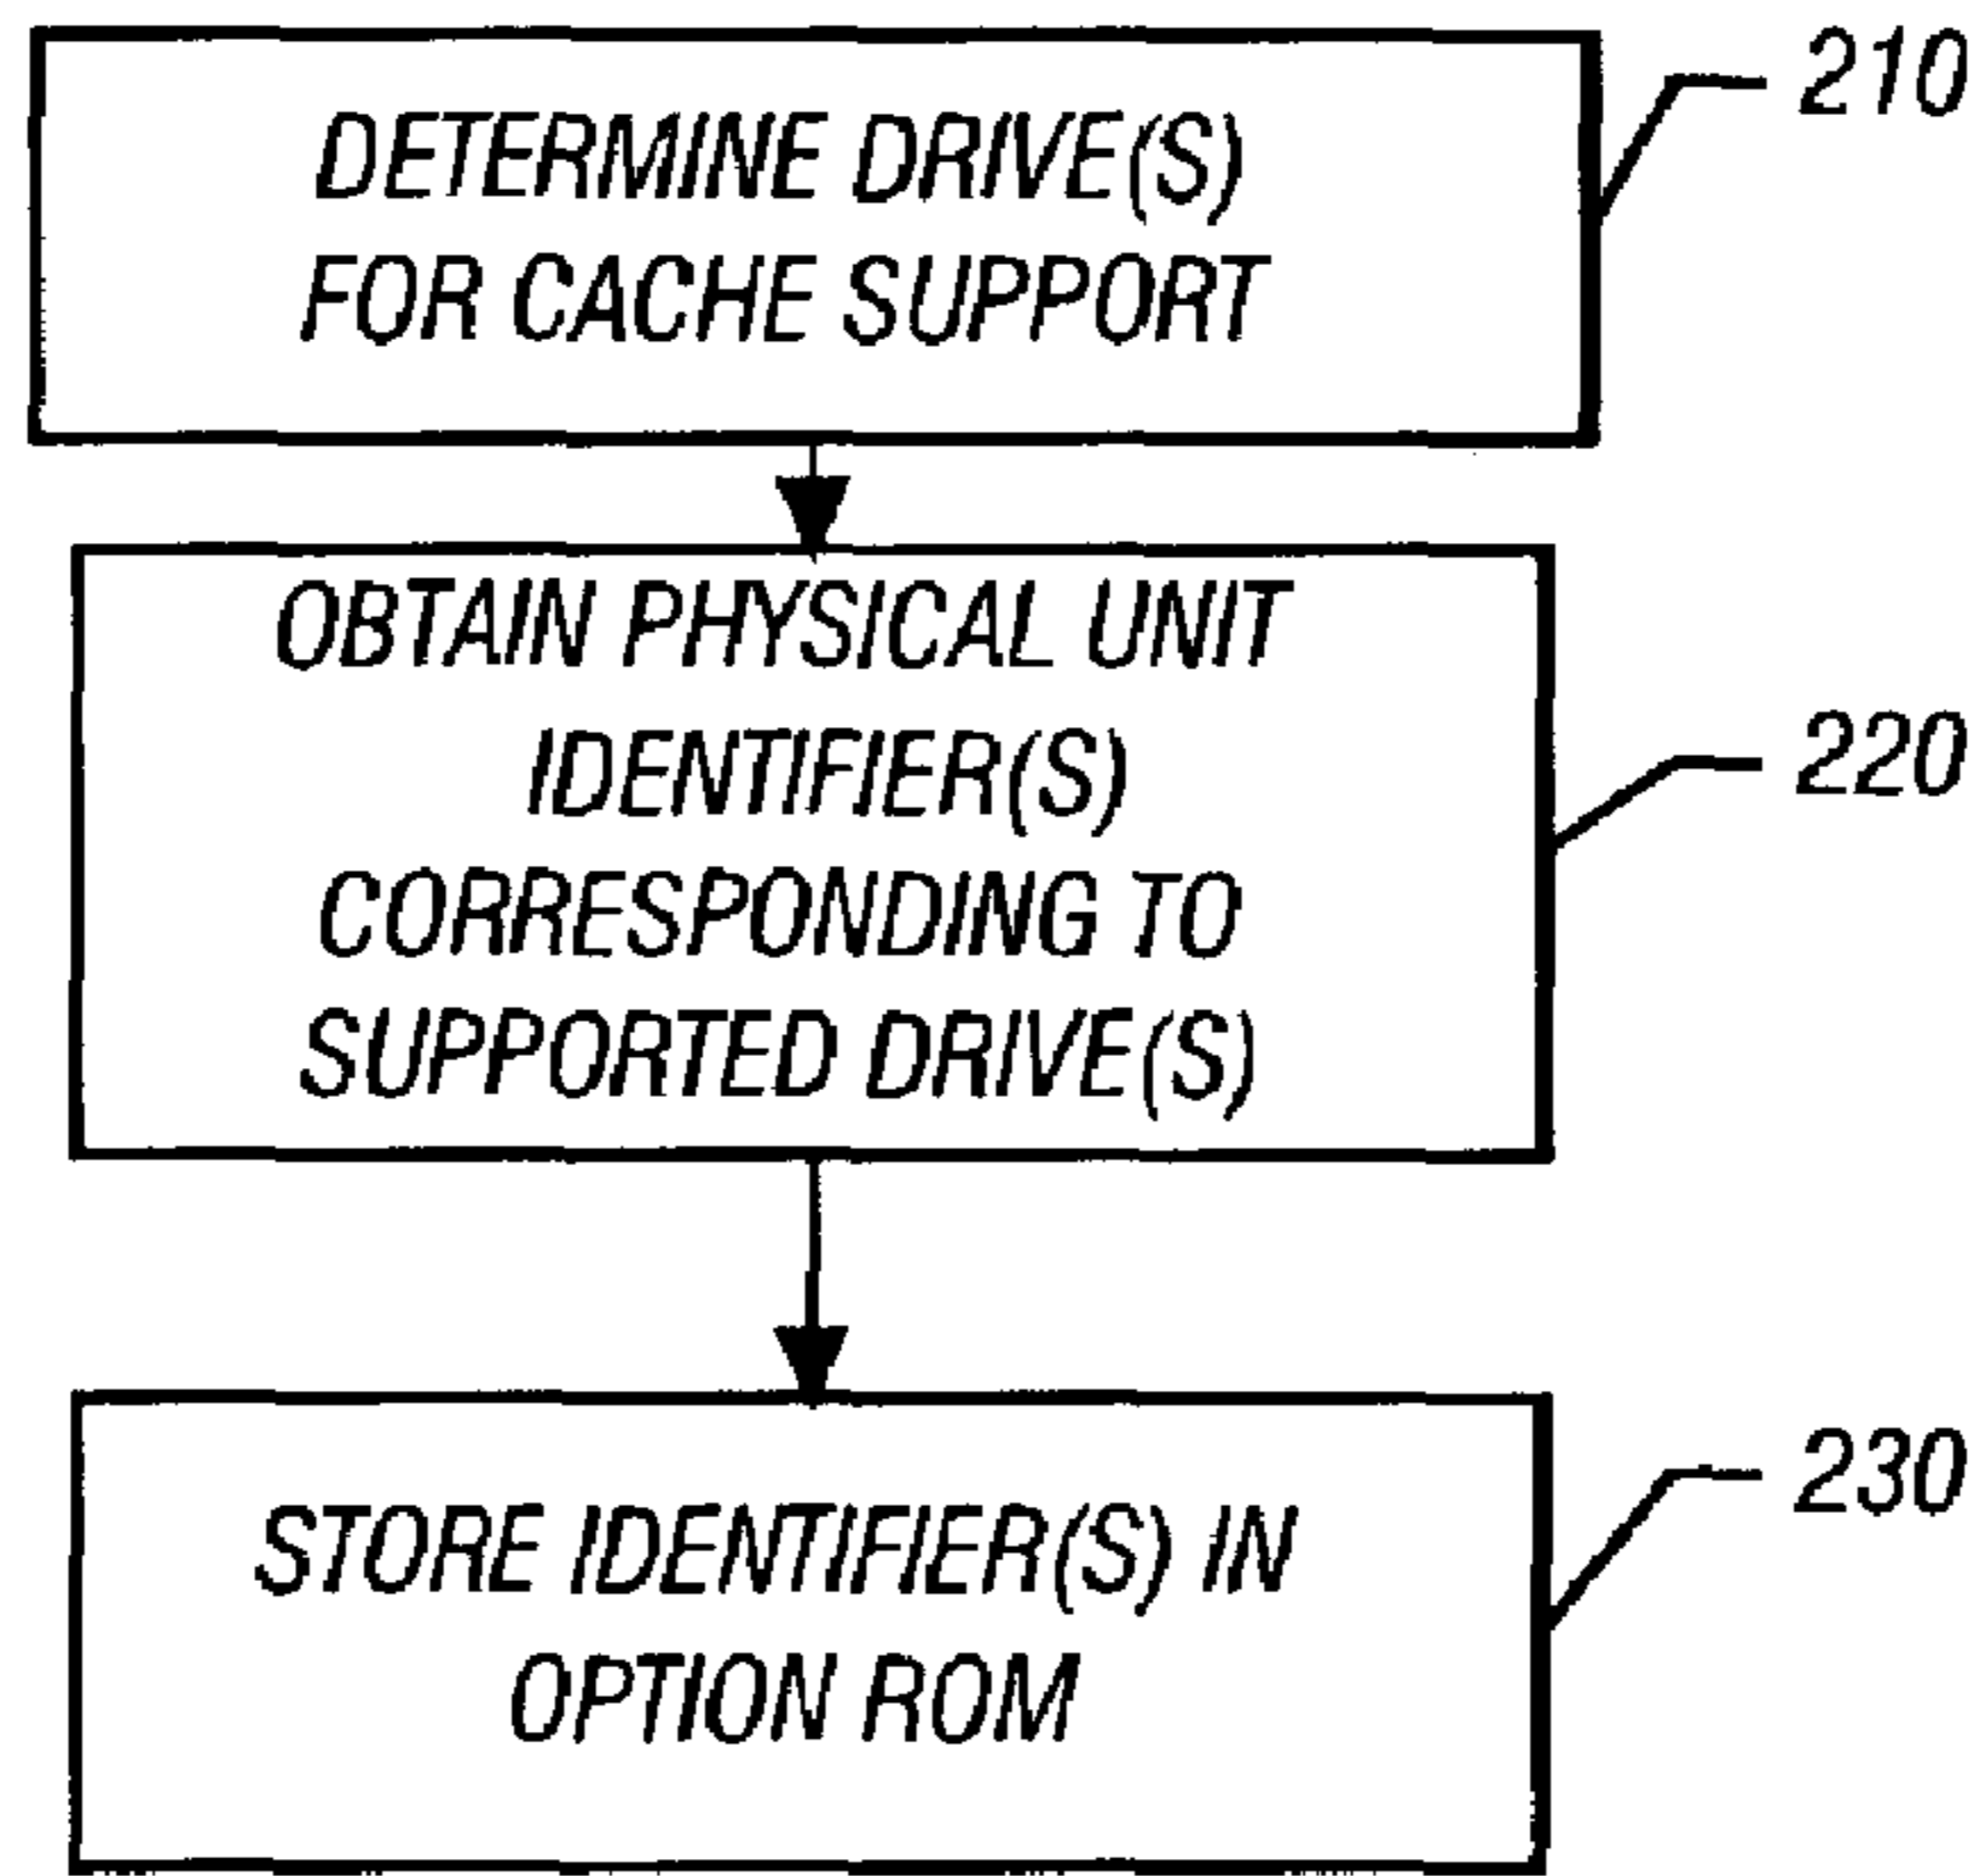 DETERMINE DRIVE(S)
FOR CACHE SUPPORT
210
OBTAIN PHYSICAL UNIT
IDENTIFIER(S)
CORRESPONDING TO
SUPPORTED DRIVE(S)
220
STORE IDENTIFIER(S) IN
OPTION ROM
230